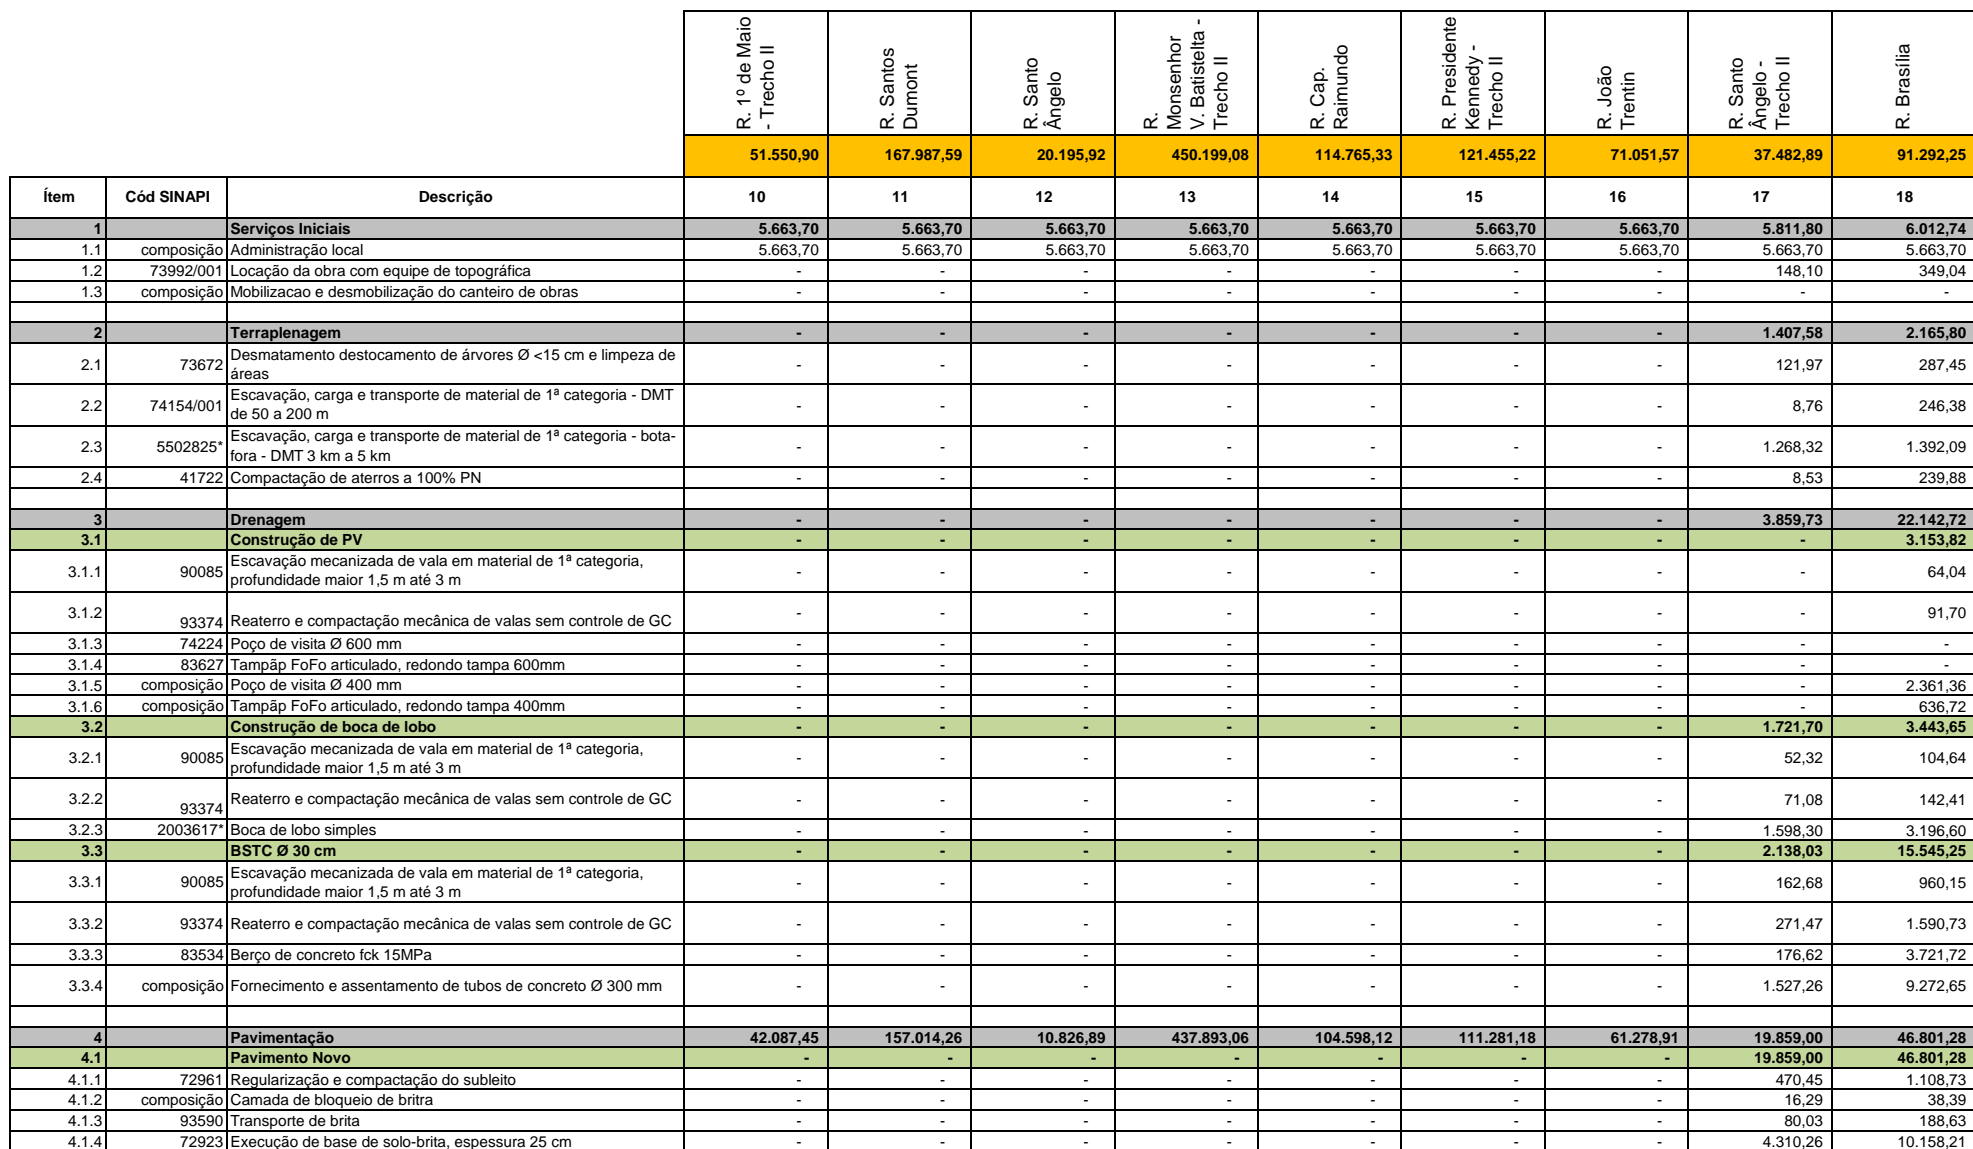 R. 1º de Maio - Trecho II R. Santos Dumont R. Santo Ângelo R. Monsenhor V. Batistelta - Trecho II R. Cap. Raimundo R. Presidente Kennedy - Trecho II R. João Trentin R. Santo Ângelo - Trecho II R. Brasília
51.550,90 167.987,59 20.195,92 450.199,08 114.765,33 121.455,22 71.051,57 37.482,89 91.292,25
Ítem Cód SINAPI Descrição 10 11 12 13 14 15 16 17 18
1 Serviços Iniciais 5.663,70 5.663,70 5.663,70 5.663,70 5.663,70 5.663,70 5.663,70 5.811,80 6.012,74
1.1 composição Administração local 5.663,70 5.663,70 5.663,70 5.663,70 5.663,70 5.663,70 5.663,70 5.663,70 5.663,70
1.2 73992/001 Locação da obra com equipe de topográfica - - - - - - - 148,10 349,04
1.3 composição Mobilizacao e desmobilização do canteiro de obras - - - - - - - - -
2 Terraplenagem - - - - - - - 1.407,58 2.165,80
2.1 73672 Desmatamento destocamento de árvores Ø <15 cm e limpeza de
áreas - - - - - - - 121,97 287,45
2.2 74154/001 Escavação, carga e transporte de material de 1ª categoria - DMT
de 50 a 200 m - - - - - - - 8,76 246,38
2.3 5502825* Escavação, carga e transporte de material de 1ª categoria - bota-
fora - DMT 3 km a 5 km - - - - - - - 1.268,32 1.392,09
2.4 41722 Compactação de aterros a 100% PN - - - - - - - 8,53 239,88
3 Drenagem - - - - - - - 3.859,73 22.142,72
3.1 Construção de PV - - - - - - - - 3.153,82
3.1.1 90085 Escavação mecanizada de vala em material de 1ª categoria,
profundidade maior 1,5 m até 3 m - - - - - - - - 64,04
3.1.2 93374 Reaterro e compactação mecânica de valas sem controle de GC - - - - - - - - 91,70
3.1.3 74224 Poço de visita Ø 600 mm - - - - - - - - -
3.1.4 83627 Tampãp FoFo articulado, redondo tampa 600mm - - - - - - - - -
3.1.5 composição Poço de visita Ø 400 mm - - - - - - - - 2.361,36
3.1.6 composição Tampãp FoFo articulado, redondo tampa 400mm - - - - - - - - 636,72
3.2 Construção de boca de lobo - - - - - - - 1.721,70 3.443,65
3.2.1 90085 Escavação mecanizada de vala em material de 1ª categoria,
profundidade maior 1,5 m até 3 m - - - - - - - 52,32 104,64
3.2.2 93374 Reaterro e compactação mecânica de valas sem controle de GC - - - - - - - 71,08 142,41
3.2.3 2003617* Boca de lobo simples - - - - - - - 1.598,30 3.196,60
3.3 BSTC Ø 30 cm - - - - - - - 2.138,03 15.545,25
3.3.1 90085 Escavação mecanizada de vala em material de 1ª categoria,
profundidade maior 1,5 m até 3 m - - - - - - - 162,68 960,15
3.3.2 93374 Reaterro e compactação mecânica de valas sem controle de GC - - - - - - - 271,47 1.590,73
3.3.3 83534 Berço de concreto fck 15MPa - - - - - - - 176,62 3.721,72
3.3.4 composição Fornecimento e assentamento de tubos de concreto Ø 300 mm - - - - - - - 1.527,26 9.272,65
4 Pavimentação 42.087,45 157.014,26 10.826,89 437.893,06 104.598,12 111.281,18 61.278,91 19.859,00 46.801,28
4.1 Pavimento Novo - - - - - - - 19.859,00 46.801,28
4.1.1 72961 Regularização e compactação do subleito - - - - - - - 470,45 1.108,73
4.1.2 composição Camada de bloqueio de britra - - - - - - - 16,29 38,39
4.1.3 93590 Transporte de brita - - - - - - - 80,03 188,63
4.1.4 72923 Execução de base de solo-brita, espessura 25 cm - - - - - - - 4.310,26 10.158,21